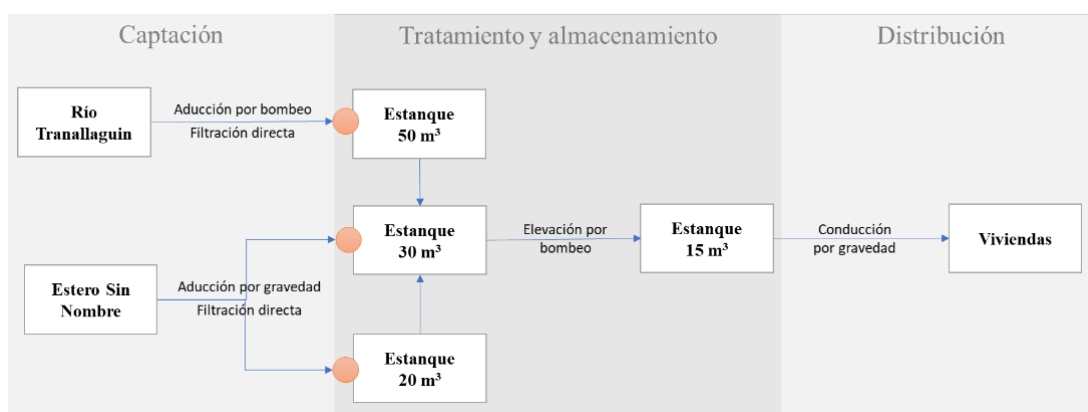 Captación
Tratamiento y almacenamiento
Distribución
Río
Tranallaguin
Aducción por bombeo
Filtración directa
Estanque
50 m³
Estero Sin
Nombre
Aducción por gravedad
Filtración directa
Estanque
30 m³
Elevación por
bombeo
Estanque
15 m³
Conducción
por gravedad
Viviendas
Estanque
20 m³